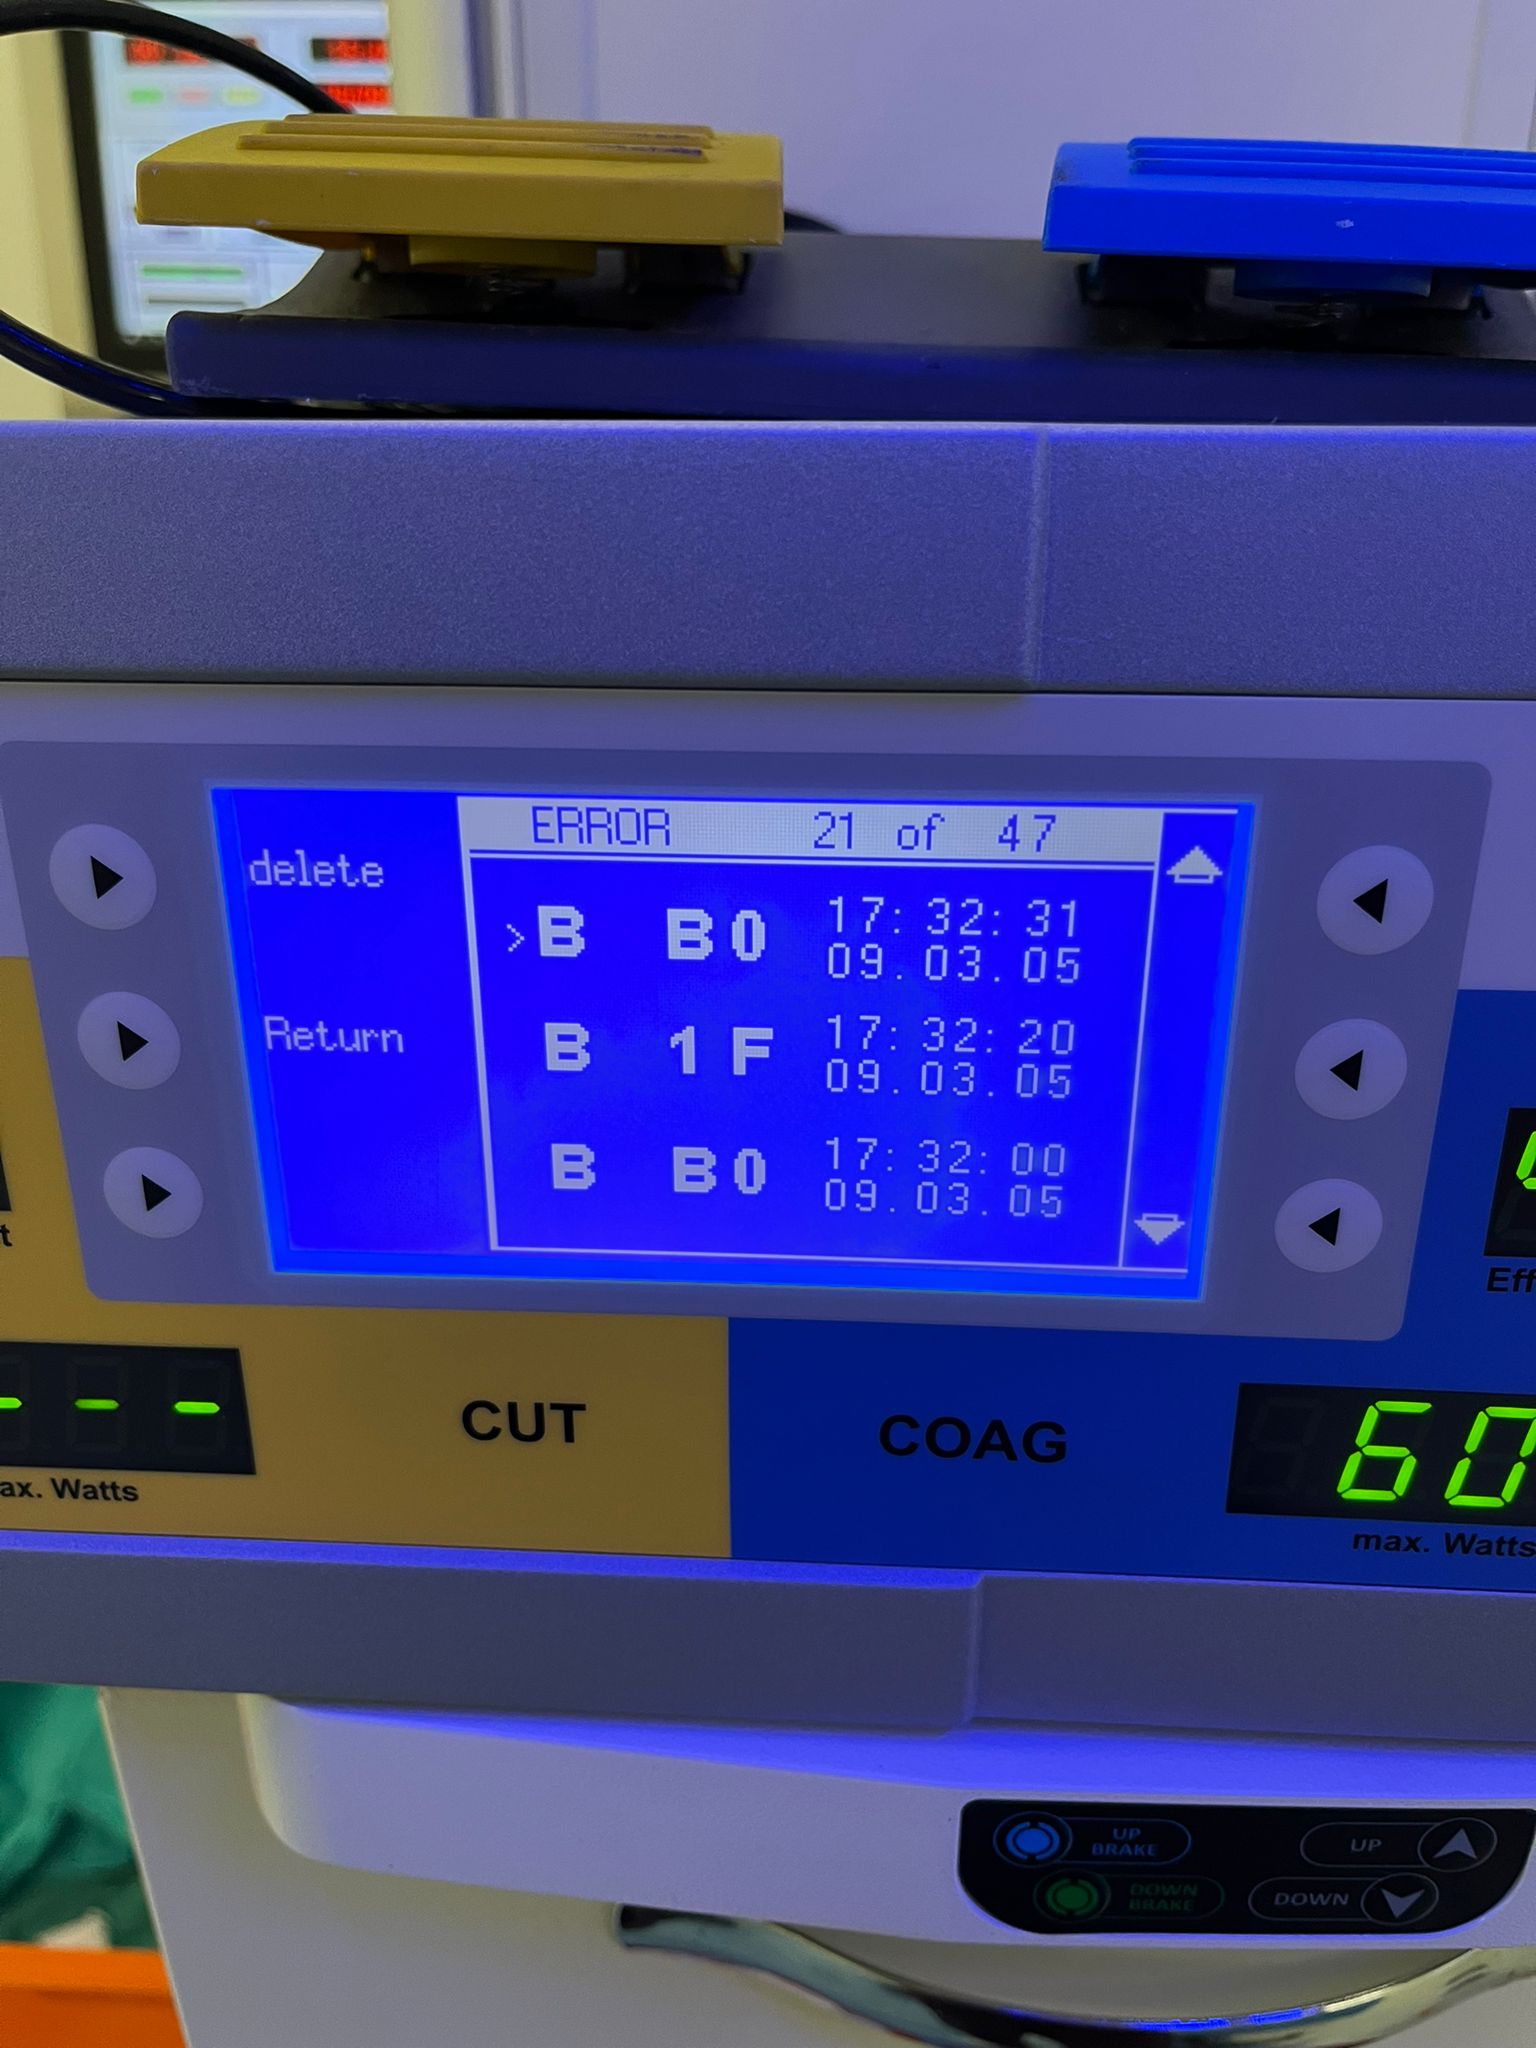 ERROR 21 of 47
delete
>B B0 17:32:31
09.03.05
Return
B 1F 17:32:20
09.03.05
B B0 17:32:00
09.03.05
Eff
- - -
CUT
COAG
60
ax. Watts
max. Watts
UP BRAKE
UP
DOWN BRAKE
DOWN